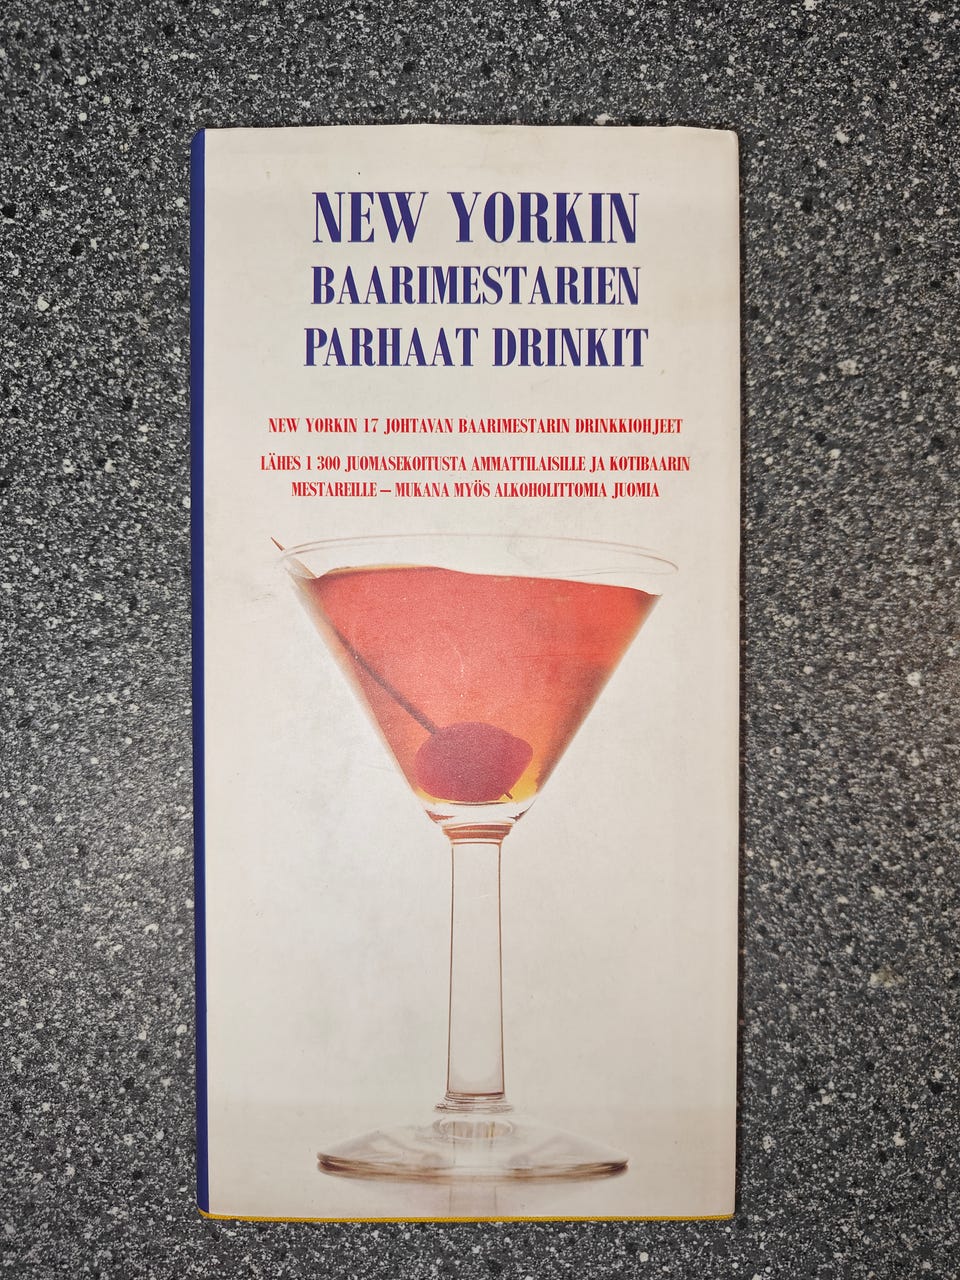 NEW YORKIN
BAARIMESTARIEN
PARHAAT DRINKIT
NEW YORKIN 17 JOHTAVAN BAARIMESTARIN DRINKKIOHJEET
LÄHES 1 300 JUOMASEKOITUSTA AMMATTILAISILLE JA KOTIBAARIN
MESTAREILLE – MUKANA MYÖS ALKOHOLITTOMIA JUOMIA